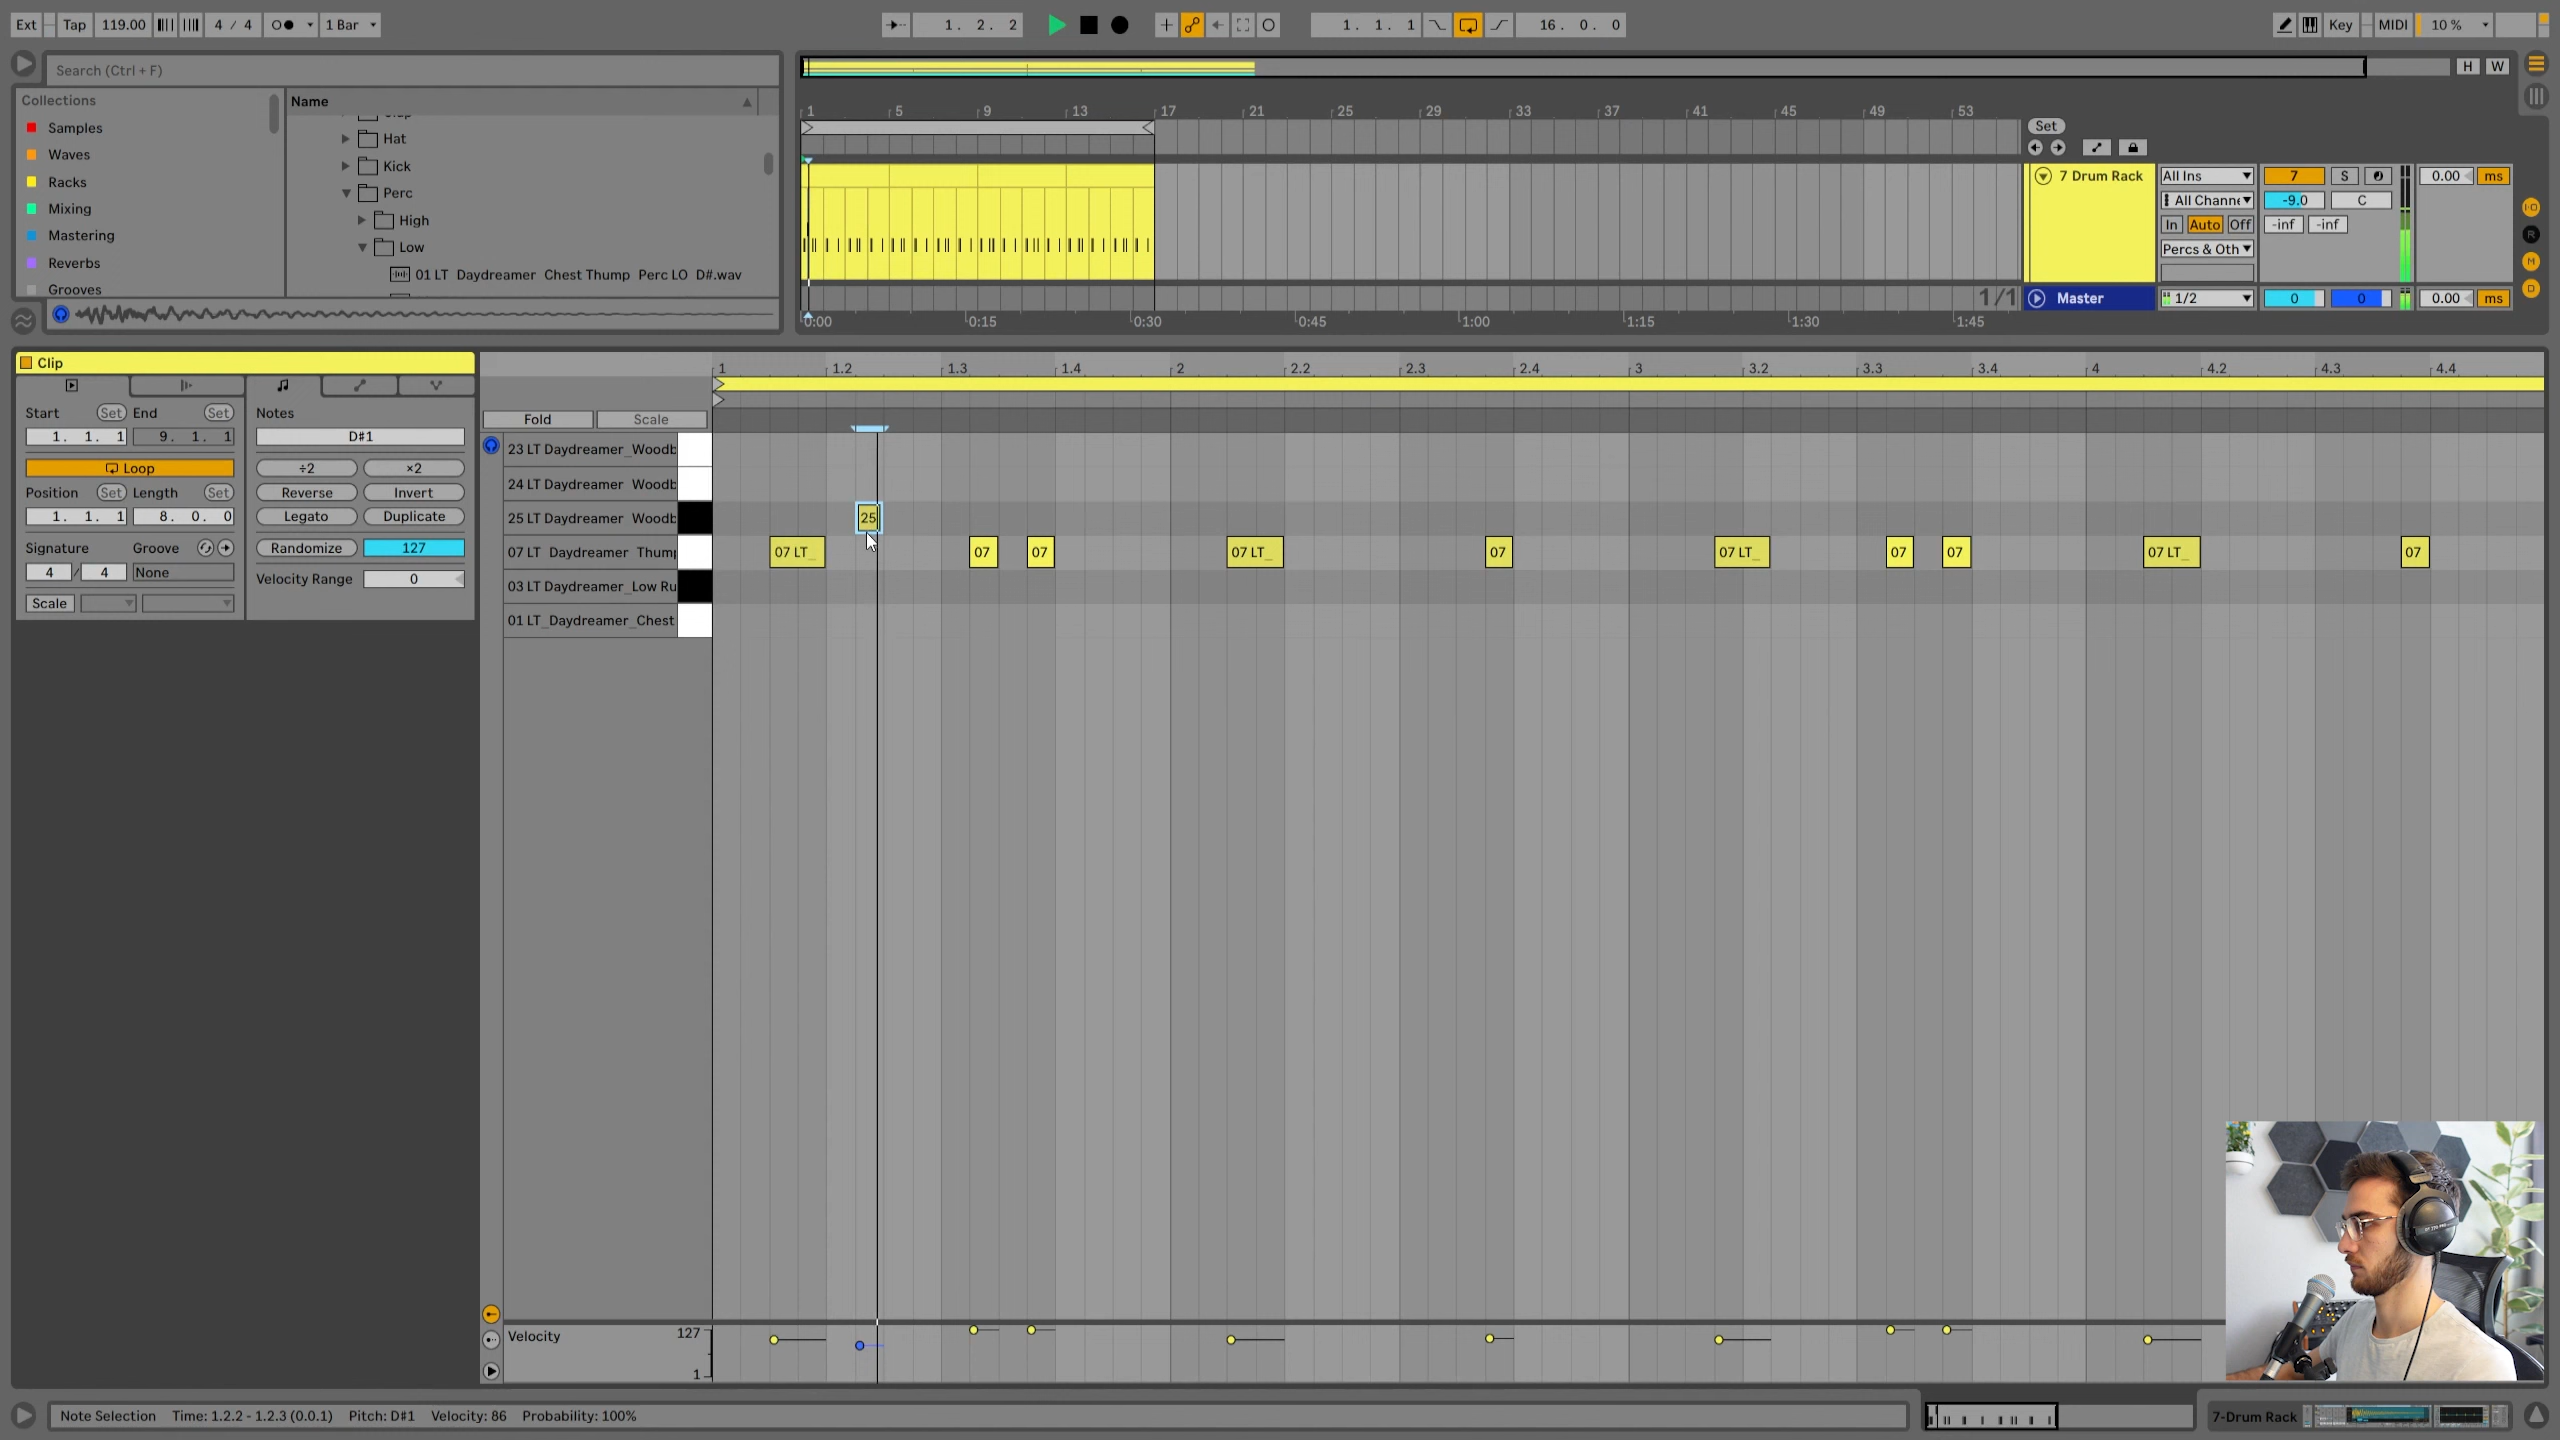 Ext Tap 119.00 4 / 4 1 Bar 1. 2. 2 1. 1. 1 16. 0. 0 Key MIDI 10 %
Search (Ctrl + F)
H W
Collections
Samples
Waves
Racks
Mixing
Mastering
Reverbs
Grooves
Name
Hat
Kick
Perc
High
Low
01 LT Daydreamer Chest Thump Perc LO D#.wav
1 5 9 13 17 21 25 29 33 37 41 45 49 53
Set
7 Drum Rack All Ins 7 S 0.00 ms
All Channe -9.0 C
In Auto Off -inf -inf
Percs & Oth
1/1 Master 1/2 0 0 0.00 ms
0:00 0:15 0:30 0:45 1:00 1:15 1:30 1:45
Clip
Start Set End Set Notes
1. 1. 1 9. 1. 1 D#1
Loop ÷2 ×2
Position Set Length Set Reverse Invert
1. 1. 1 8. 0. 0 Legato Duplicate
Signature Groove Randomize 127
4 / 4 None Velocity Range 0
Scale
1 1.2 1.3 1.4 2 2.2 2.3 2.4 3 3.2 3.3 3.4 4 4.2 4.3 4.4
Fold Scale
23 LT Daydreamer_Woodb
24 LT Daydreamer Woodb
25 LT Daydreamer Woodb 25
07 LT Daydreamer Thum 07 LT_ 07 07 07 LT_ 07 07 LT_ 07 07 07 LT_ 07
03 LT Daydreamer_Low Ru
01 LT_Daydreamer_Chest
Velocity 127
1
Note Selection Time: 1.2.2 - 1.2.3 (0.0.1) Pitch: D#1 Velocity: 86 Probability: 100%
7-Drum Rack